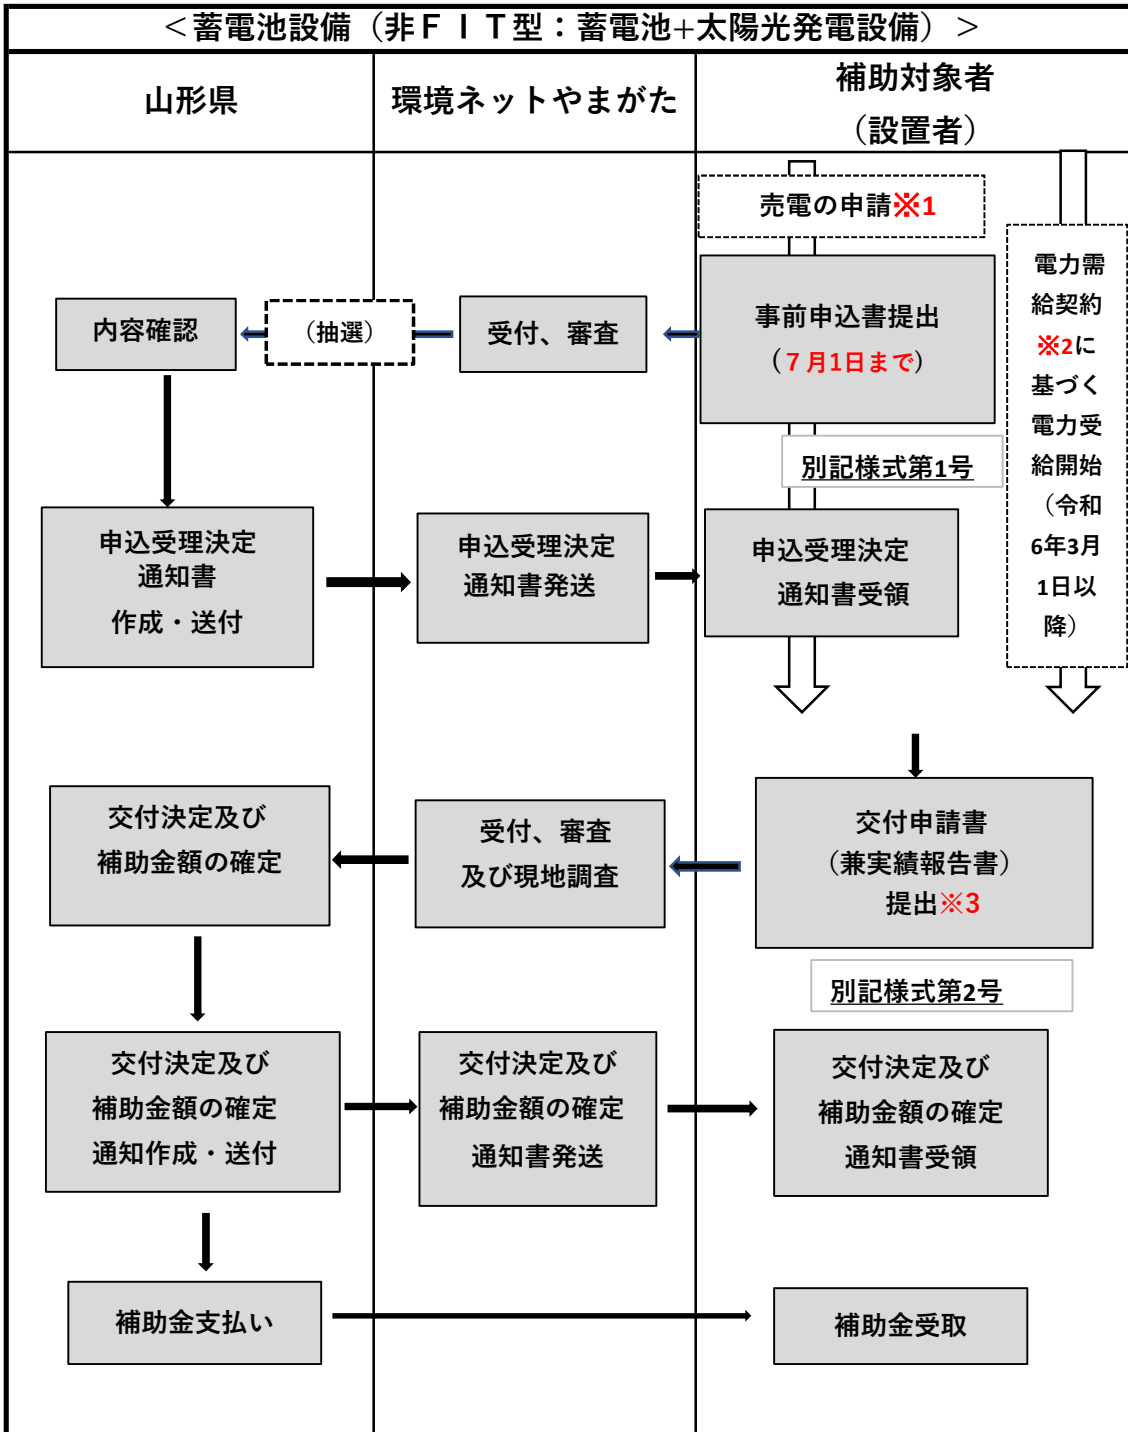 ＜蓄電池設備（非ＦＩＴ型：蓄電池+太陽光発電設備）＞
山形県
環境ネットやまがた
補助対象者
（設置者）
売電の申請※1
電力需
給契約
※2に
基づく
電力受
給開始
（令和
6年3月
1日以
降）
内容確認
（抽選）
受付、審査
事前申込書提出
（７月1日まで）
別記様式第1号
申込受理決定
通知書
作成・送付
申込受理決定
通知書発送
申込受理決定
通知書受領
交付決定及び
補助金額の確定
受付、審査
及び現地調査
交付申請書
（兼実績報告書）
提出※3
別記様式第2号
交付決定及び
補助金額の確定
通知作成・送付
交付決定及び
補助金額の確定
通知書発送
交付決定及び
補助金額の確定
通知書受領
補助金支払い
補助金受取